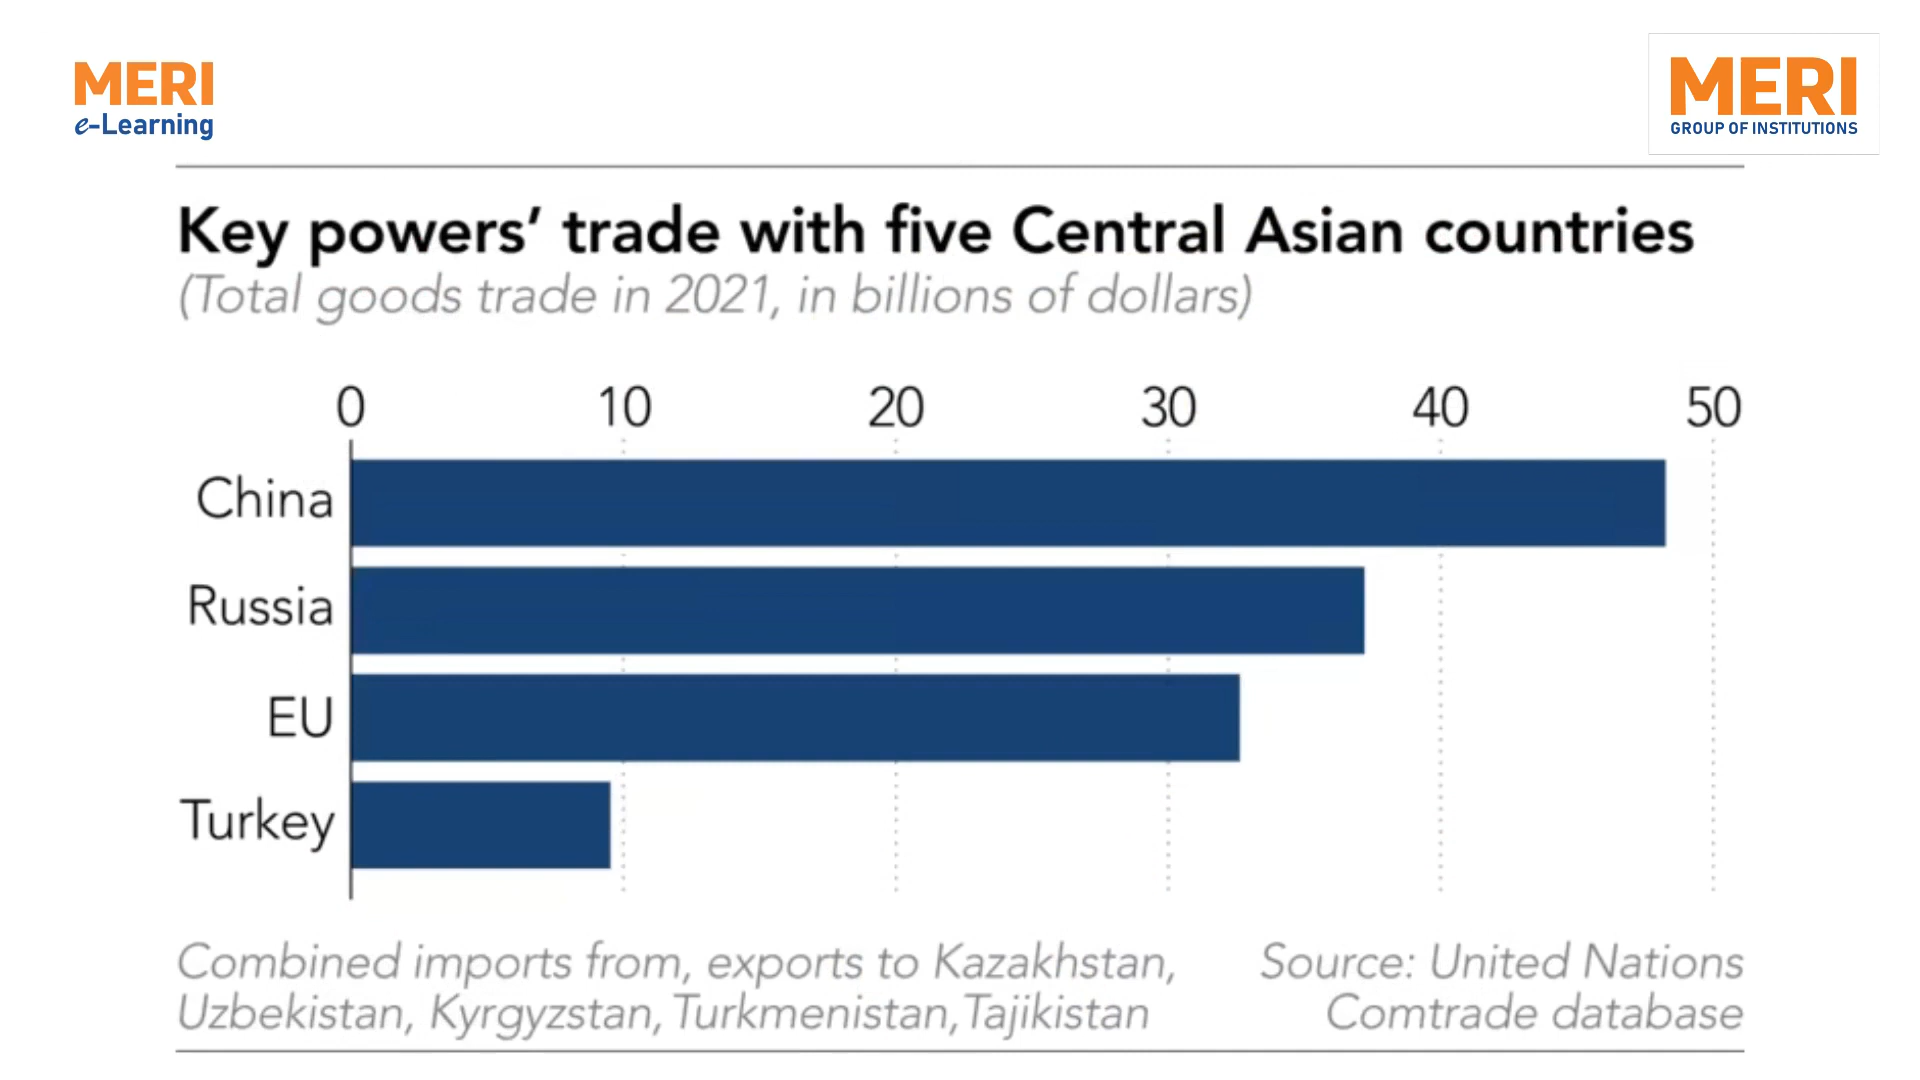 MERI
e-Learning
MERI
GROUP OF INSTITUTIONS
Key powers’ trade with five Central Asian countries
(Total goods trade in 2021, in billions of dollars)
0 10 20 30 40 50
China
Russia
EU
Turkey
Combined imports from, exports to Kazakhstan,
Uzbekistan, Kyrgyzstan, Turkmenistan, Tajikistan
Source: United Nations
Comtrade database